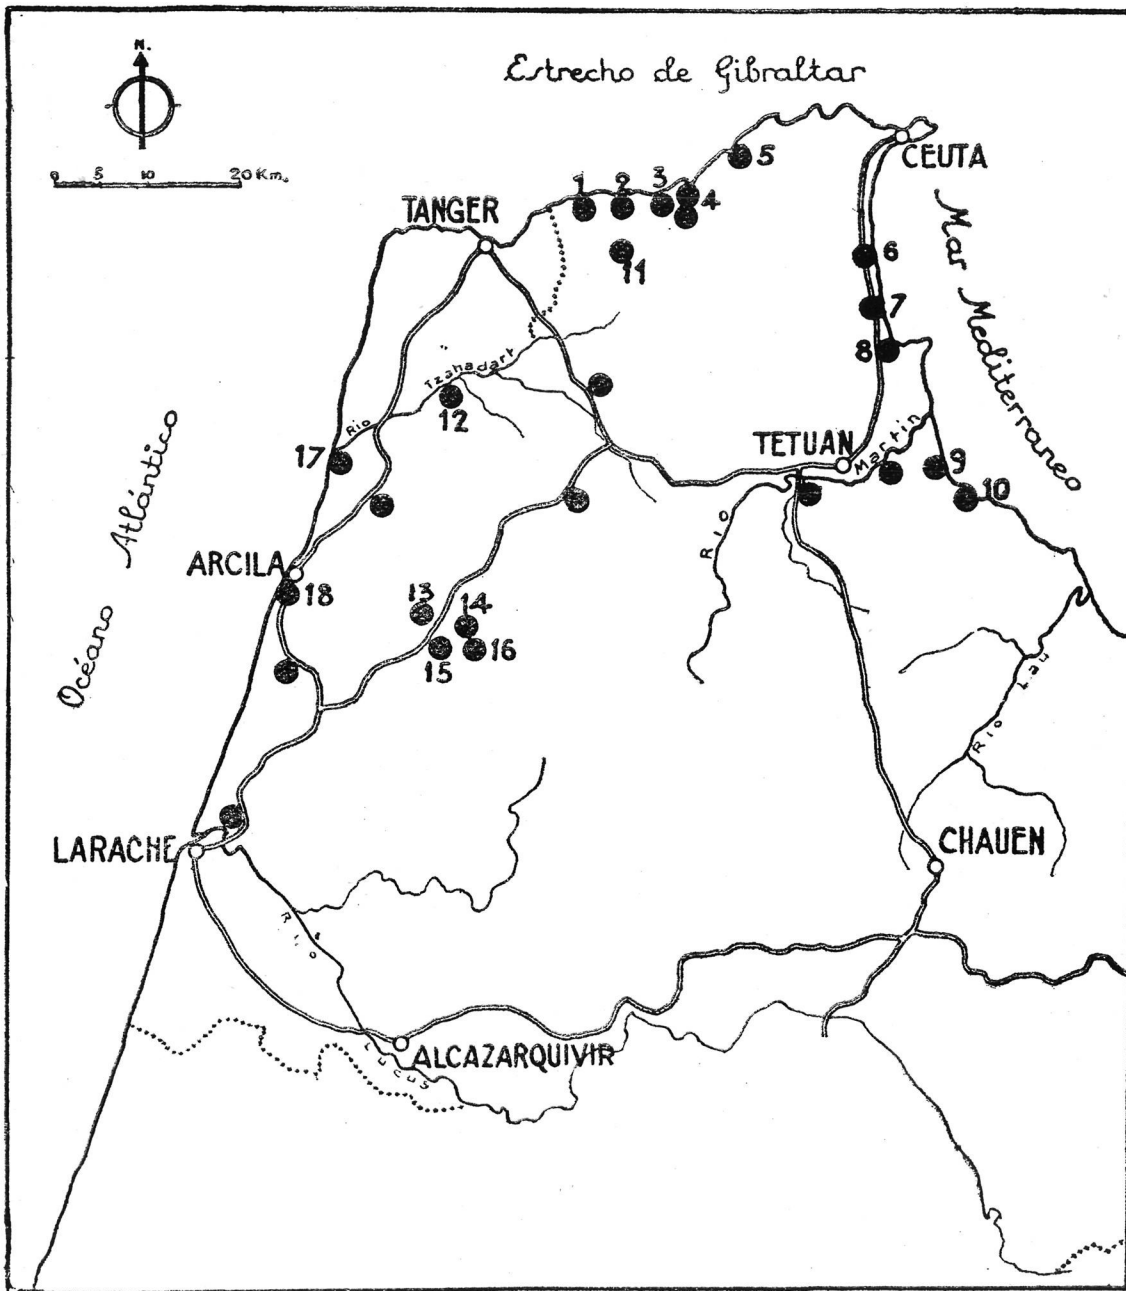 N.
Estrecho de Gibraltar
0 5 10 20 Km.
CEUTA
TANGER
1 2 3 4 5
6
7
8
11
Mar Mediterraneo
Rio Tzahadart
12
17
TETUAN
Rio Martin
9
10
Océano Atlántico
ARCILA
18
13
14
15
16
Rio Lau
LARACHE
CHAUEN
Rio Lucus
ALCAZARQUIVIR